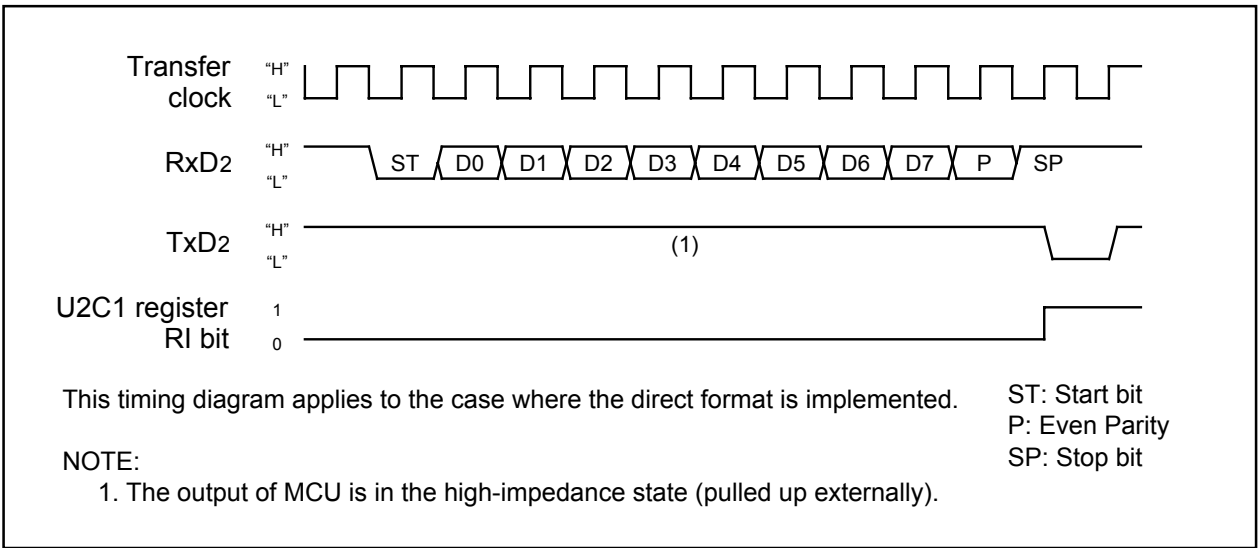 Transfer clock “H” “L”
RxD2 “H” “L” ST D0 D1 D2 D3 D4 D5 D6 D7 P SP
TxD2 “H” “L” (1)
U2C1 register RI bit 1 0
This timing diagram applies to the case where the direct format is implemented.
ST: Start bit
P: Even Parity
SP: Stop bit
NOTE:
1. The output of MCU is in the high-impedance state (pulled up externally).